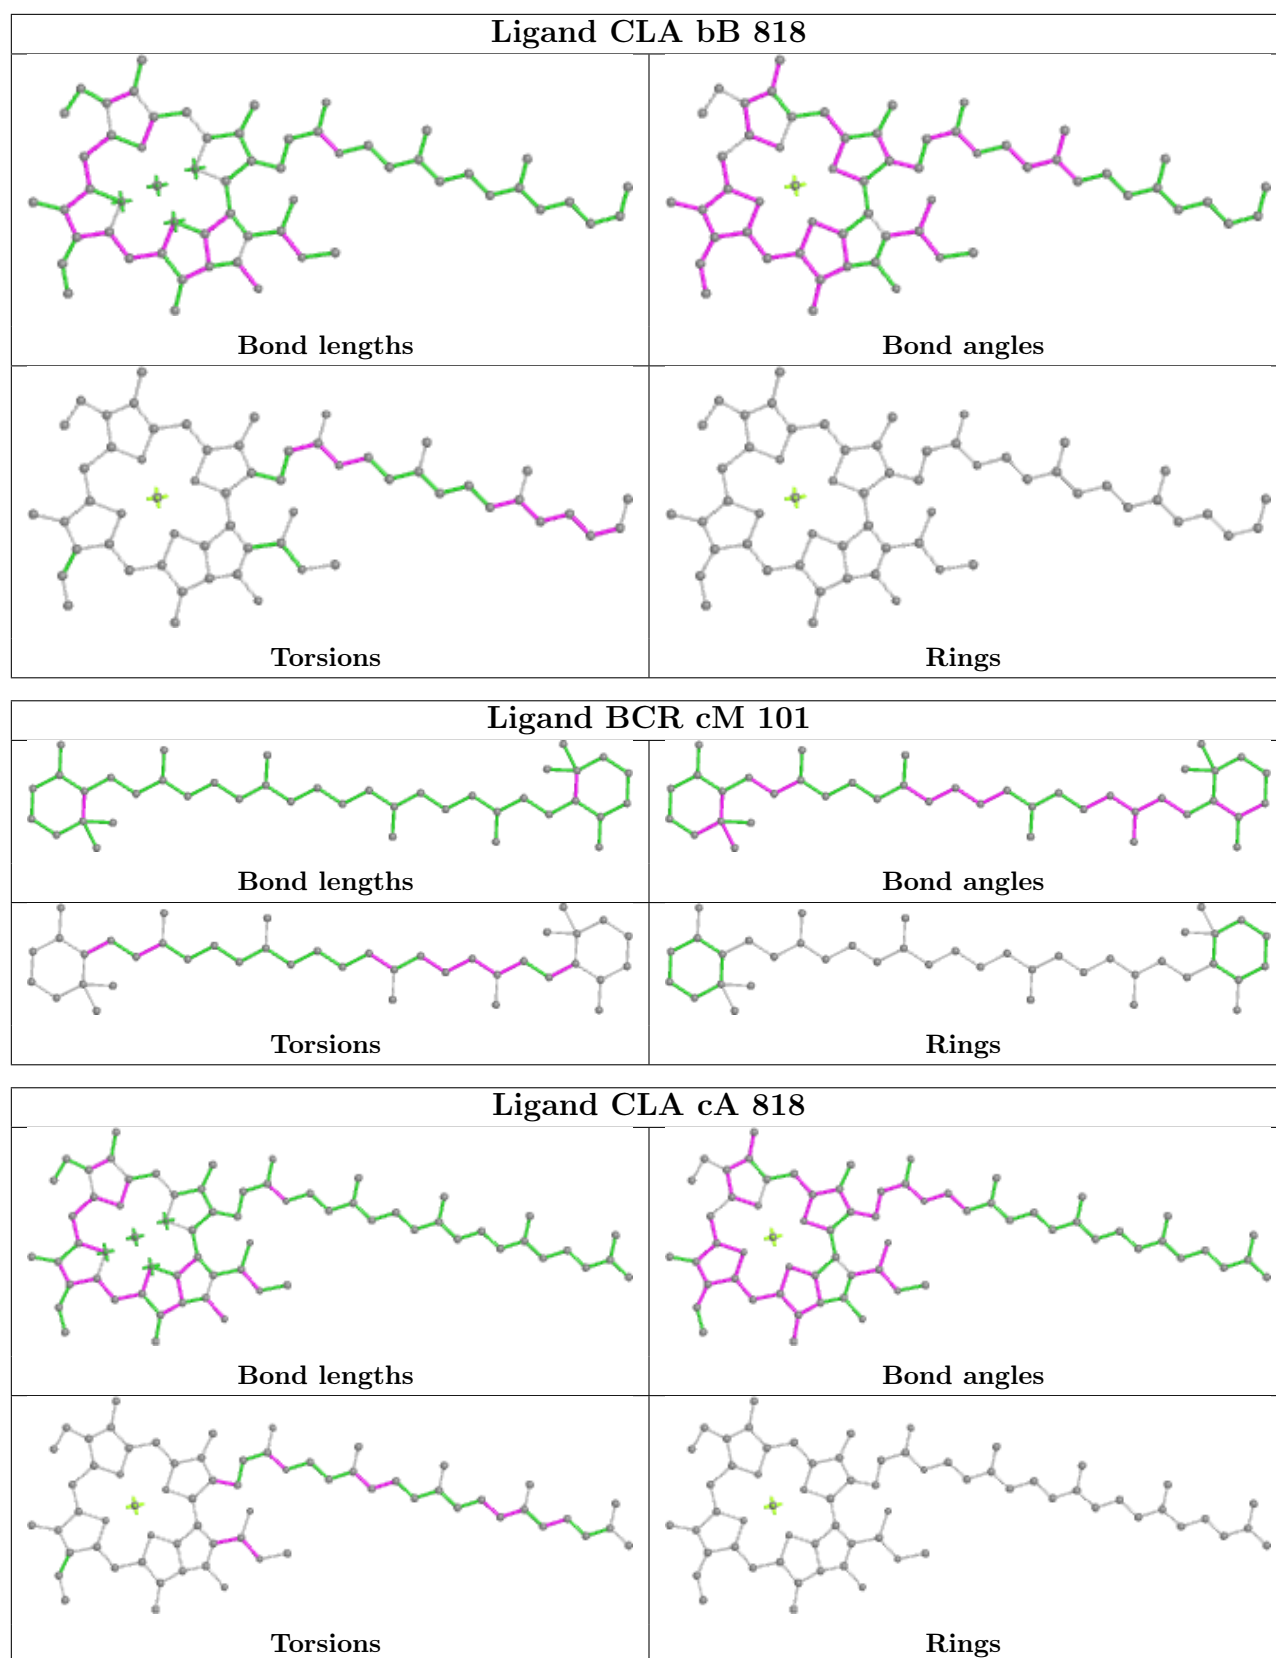 Ligand CLA bB 818
Bond lengths
Bond angles
Torsions
Rings
Ligand BCR cM 101
Bond lengths
Bond angles
Torsions
Rings
Ligand CLA cA 818
Bond lengths
Bond angles
Torsions
Rings